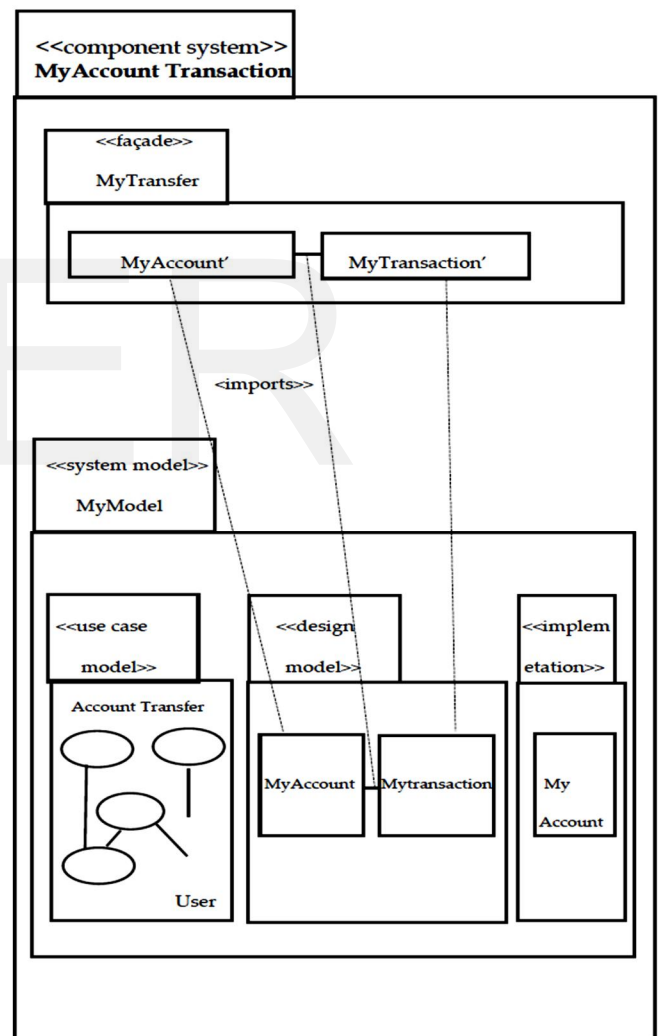 <<component system>>
MyAccount Transaction
<<façade>>
MyTransfer
MyAccount’
MyTransaction’
<imports>>
<<system model>>
MyModel
<<use case
model>>
<<design
model>>
<<implem
etation>>
Account Transfer
User
MyAccount
Mytransaction
My
Account
ER